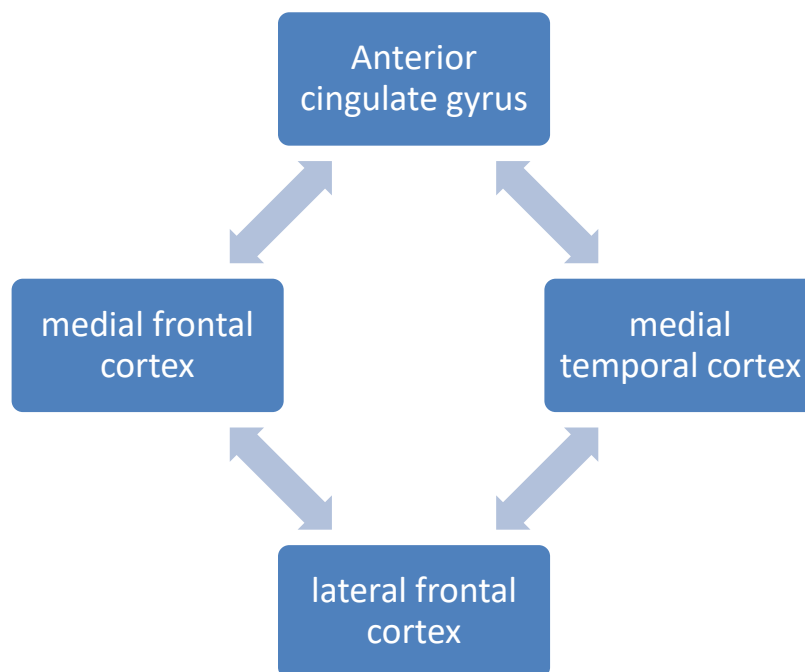 Anterior
cingulate gyrus
medial frontal
cortex
medial
temporal cortex
lateral frontal
cortex